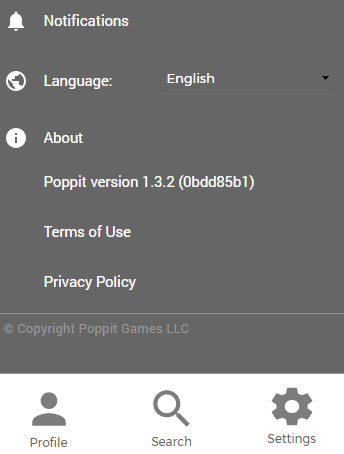 Notifications
Language: English
About
Poppit version 1.3.2 (0bdd85b1)
Terms of Use
Privacy Policy
© Copyright Poppit Games LLC
Profile Search Settings